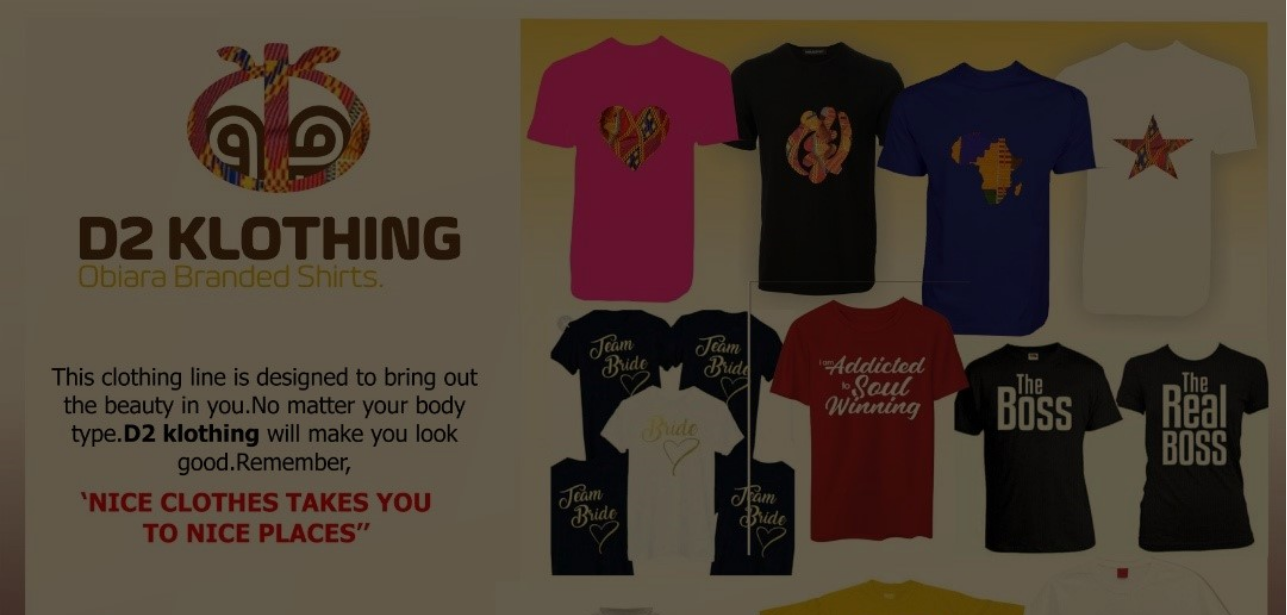 D2 KLOTHING
Obiara Branded Shirts.
This clothing line is designed to bring out
the beauty in you.No matter your body
type.D2 klothing will make you look
good.Remember,
‘NICE CLOTHES TAKES YOU
TO NICE PLACES”
Team
Bride
Team
Bride
Bride
Team
Bride
Team
Bride
I am Addicted
to Soul
Winning
The
Boss
The
Real
BOSS